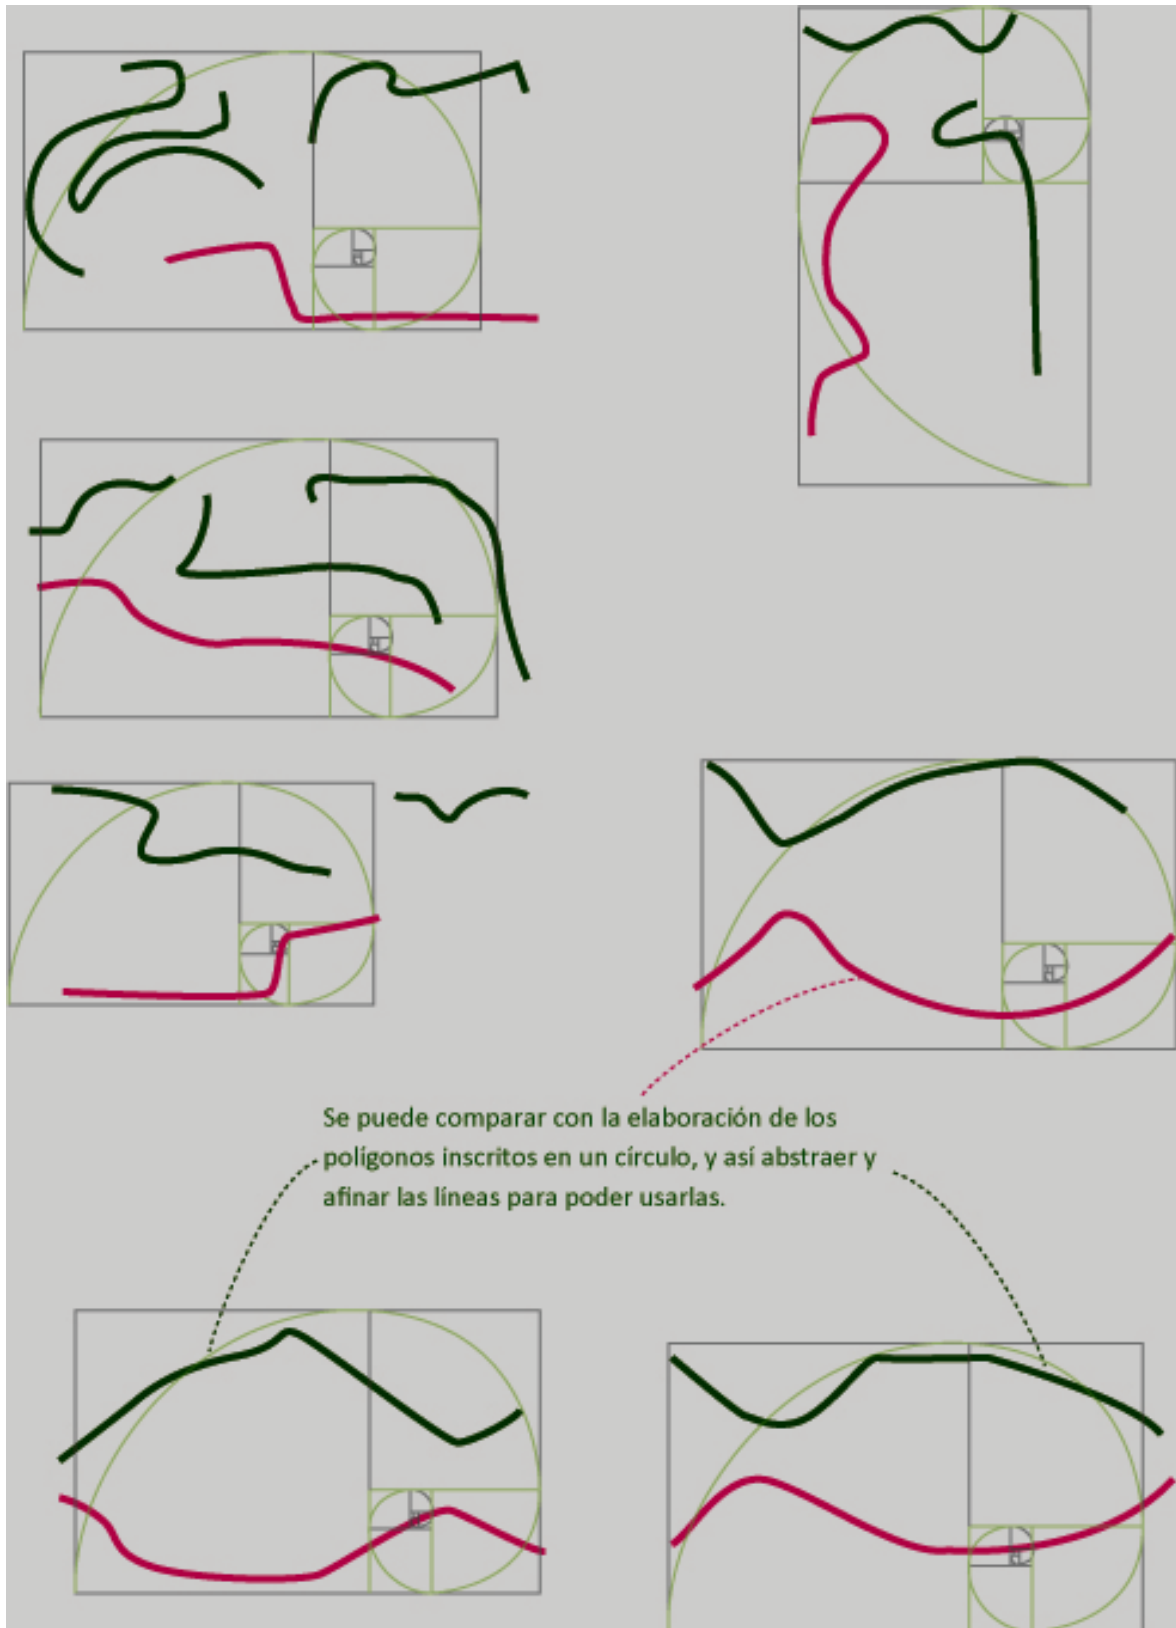 Se puede comparar con la elaboración de los
polígonos inscritos en un círculo, y así abstraer y
afinar las líneas para poder usarlas.